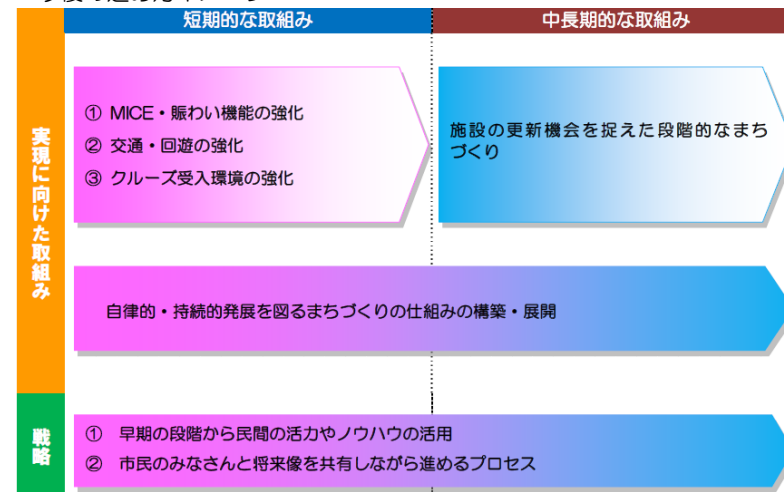 短期的な取組み
中長期的な取組み
実現に向けた取組み
① MICE・賑わい機能の強化
② 交通・回遊の強化
③ クルーズ受入環境の強化
施設の更新機会を捉えた段階的なまち
づくり
自律的・持続的発展を図るまちづくりの仕組みの構築・展開
戦略
① 早期の段階から民間の活力やノウハウの活用
② 市民のみなさんと将来像を共有しながら進めるプロセス